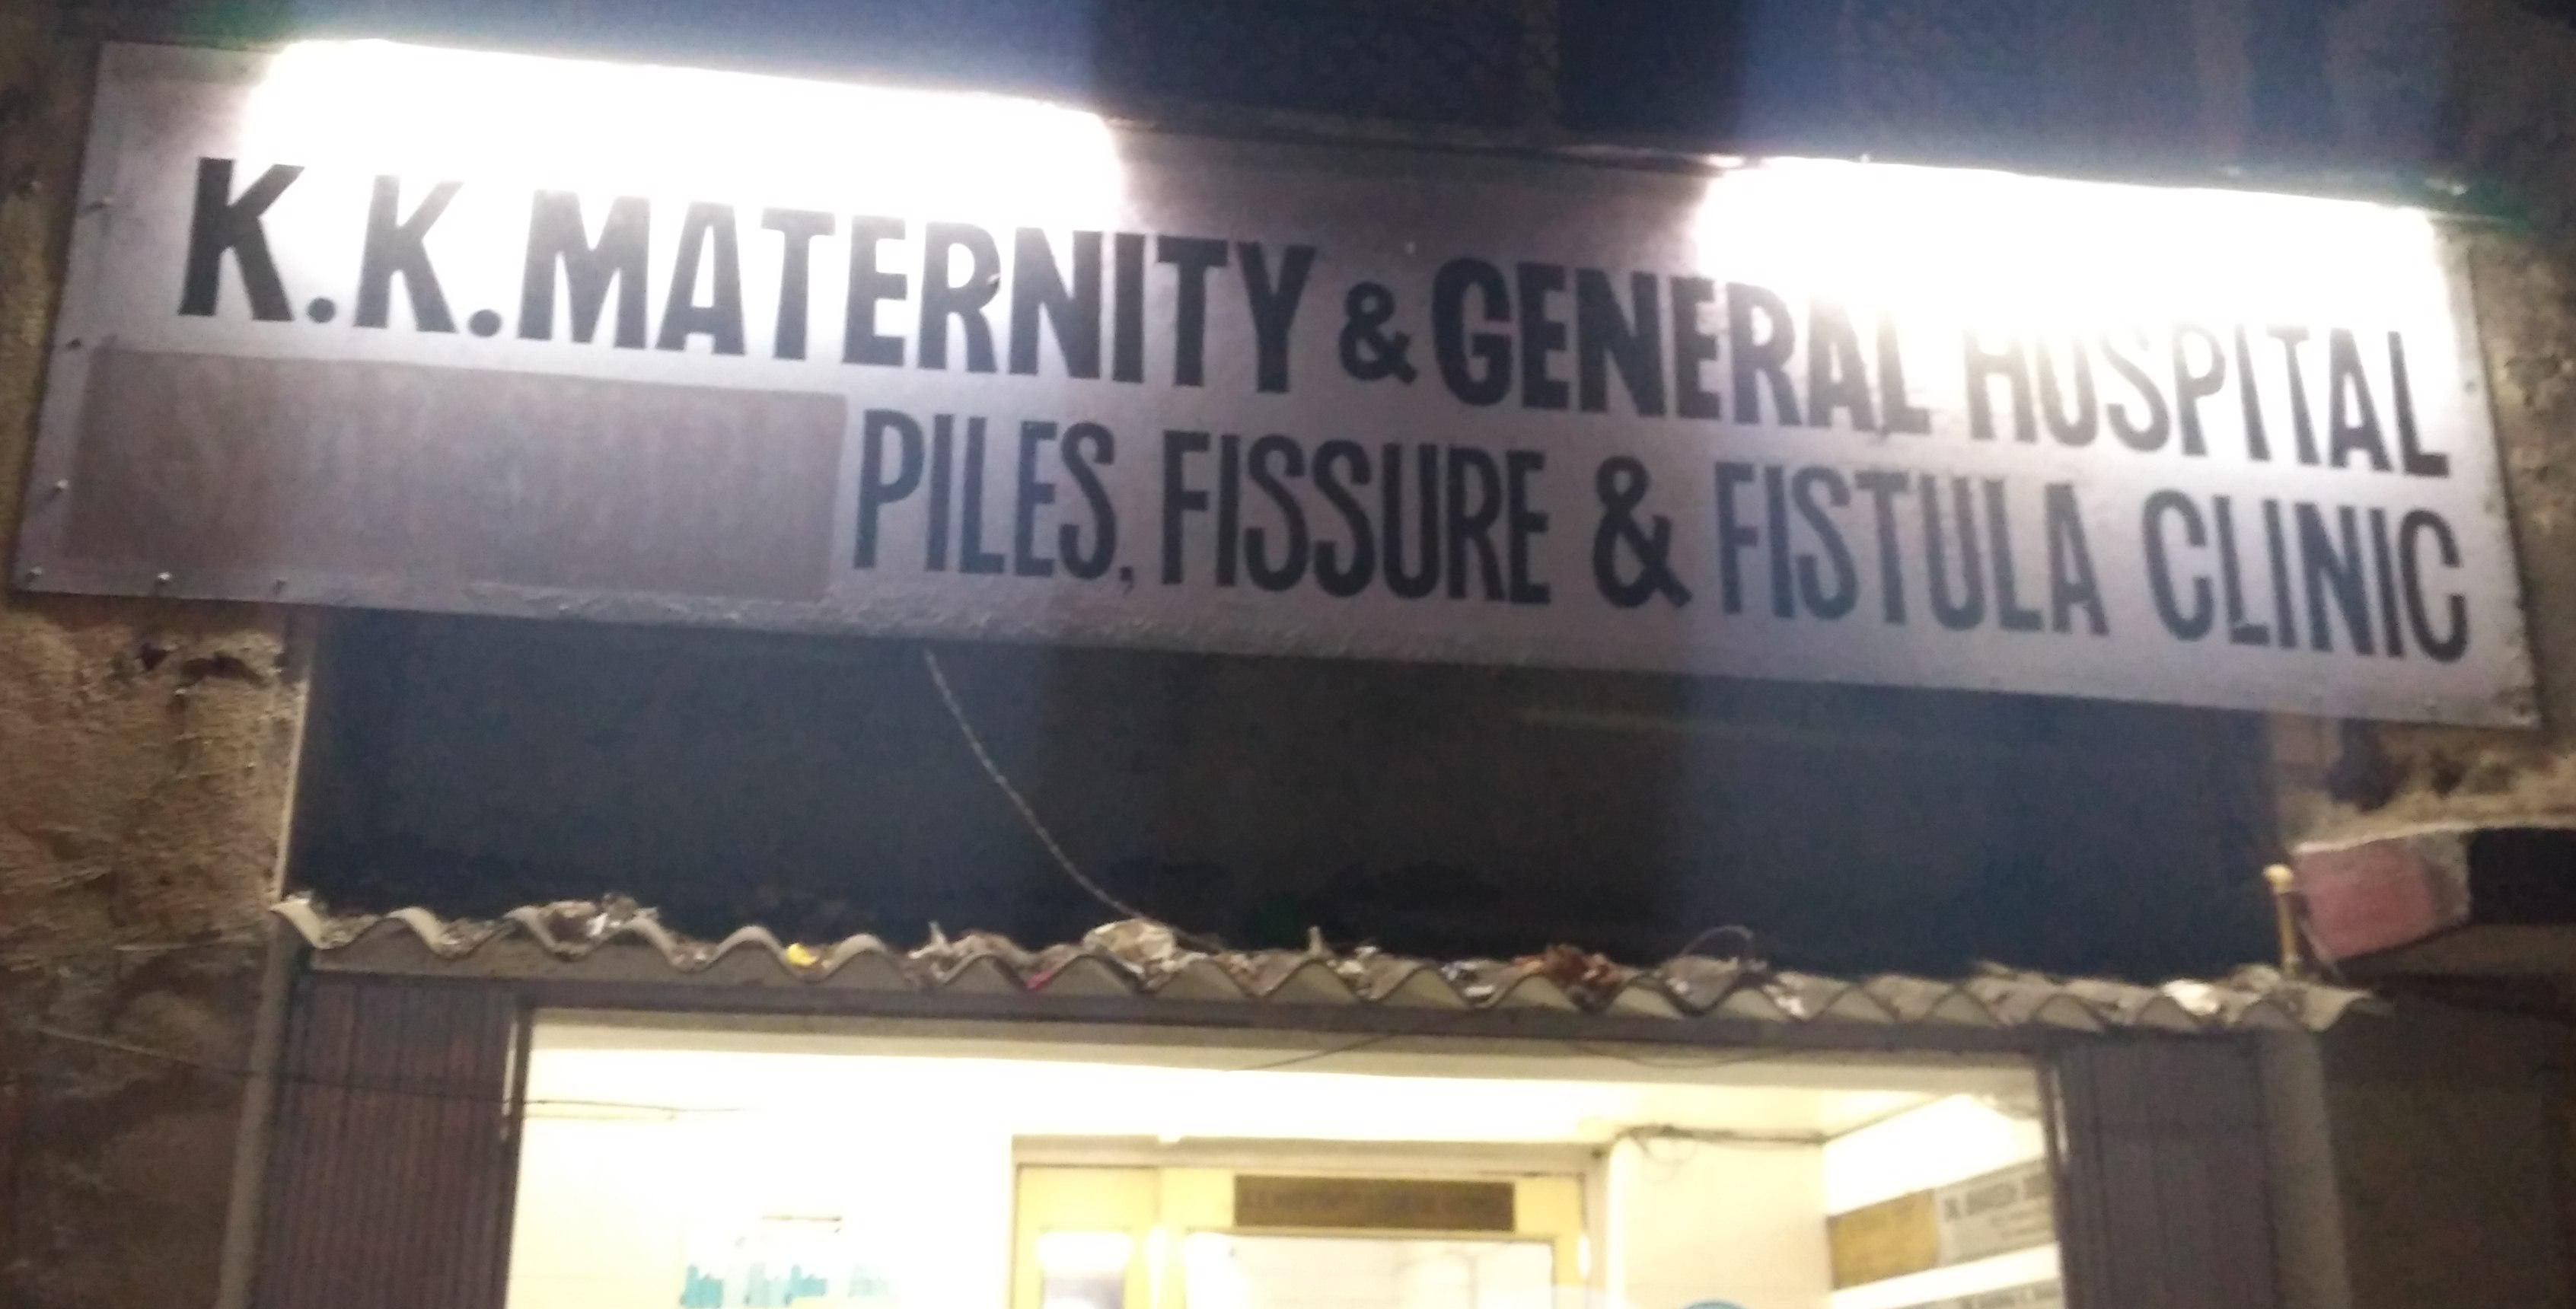 K.K.MATERNITY & GENERAL HOSPITAL
PILES, FISSURE & FISTULA CLINIC